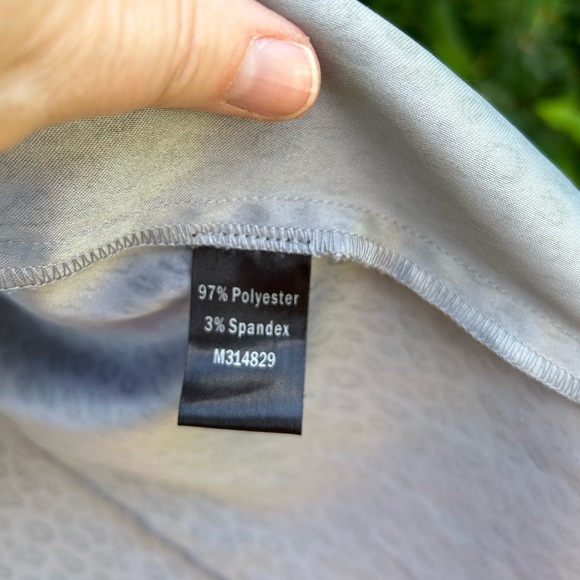 97% Polyester
3% Spandex
M314829